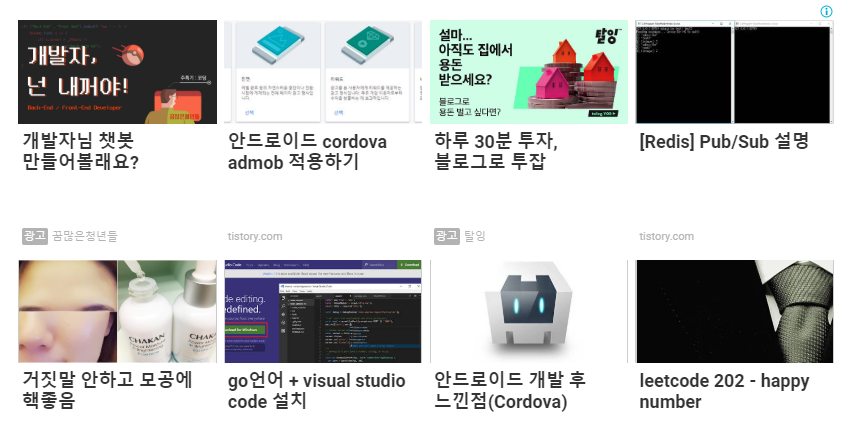 개발자,
넌 내꺼야!
Back-End / Front-End Developer
설마...
아직도 집에서
용돈
받으세요?
블로그로
용돈 벌고 싶다면?
탈잉
개발자님 챗봇
만들어볼래요?
안드로이드 cordova
admob 적용하기
하루 30분 투자,
블로그로 투잡
[Redis] Pub/Sub 설명
광고 꿈많은청년들
tistory.com
광고 탈잉
tistory.com
CHAKAN
CHAKAN
de editing.
edefined.
거짓말 안하고 모공에
핵좋음
go언어 + visual studio
code 설치
안드로이드 개발 후
느낀점(Cordova)
leetcode 202 - happy
number